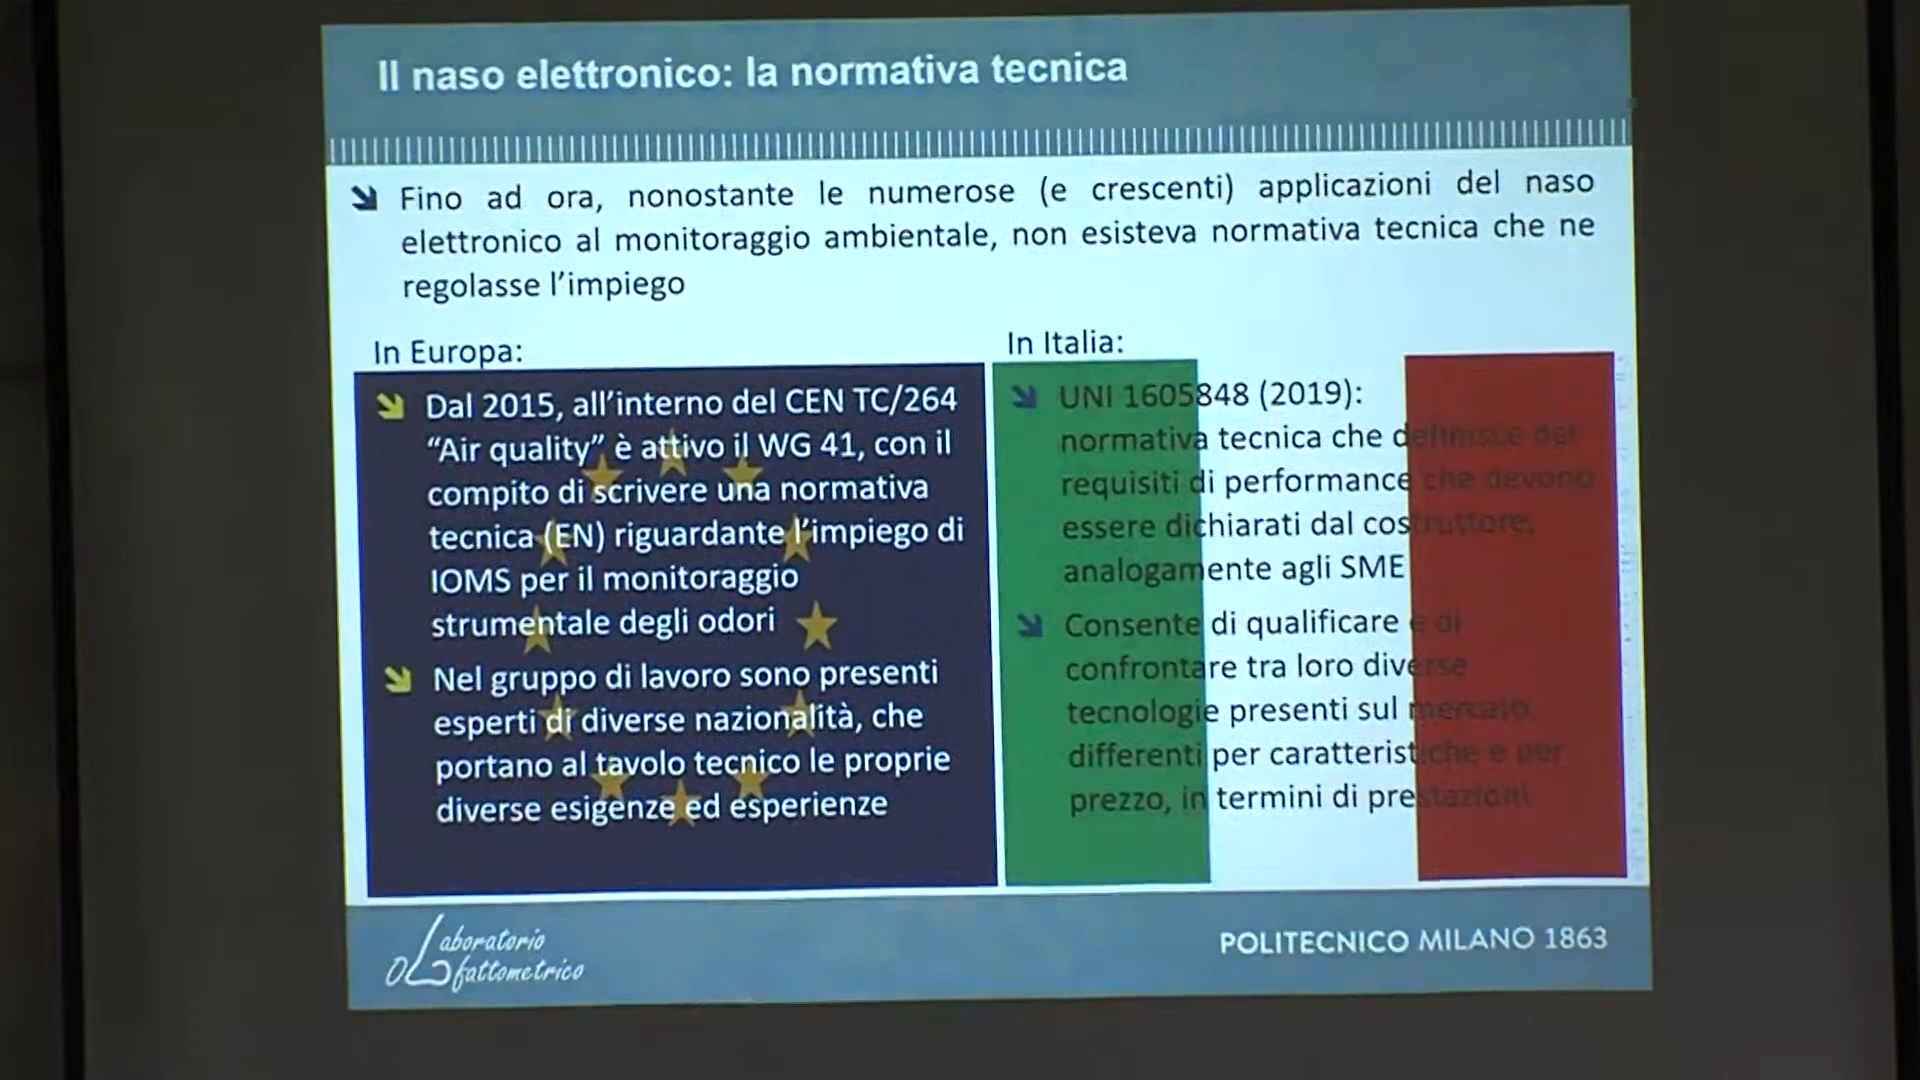 Il naso elettronico: la normativa tecnica
Fino ad ora, nonostante le numerose (e crescenti) applicazioni del naso
elettronico al monitoraggio ambientale, non esisteva normativa tecnica che ne
regolasse l'impiego
In Europa:
Dal 2015, all'interno del CEN TC/264
“Air quality” è attivo il WG 41, con il
compito di scrivere una normativa
tecnica (EN) riguardante l'impiego di
IOMS per il monitoraggio
strumentale degli odori
Nel gruppo di lavoro sono presenti
esperti di diverse nazionalità, che
portano al tavolo tecnico le proprie
diverse esigenze ed esperienze
In Italia:
UNI 1605848 (2019):
normativa tecnica che definisce dei
requisiti di performance che devono
essere dichiarati dal costruttore,
analogamente agli SME
Consente di qualificare e di
confrontare tra loro diverse
tecnologie presenti sul mercato,
differenti per caratteristiche e per
prezzo, in termini di prestazioni
Laboratorio
Olfattometrico
POLITECNICO MILANO 1863